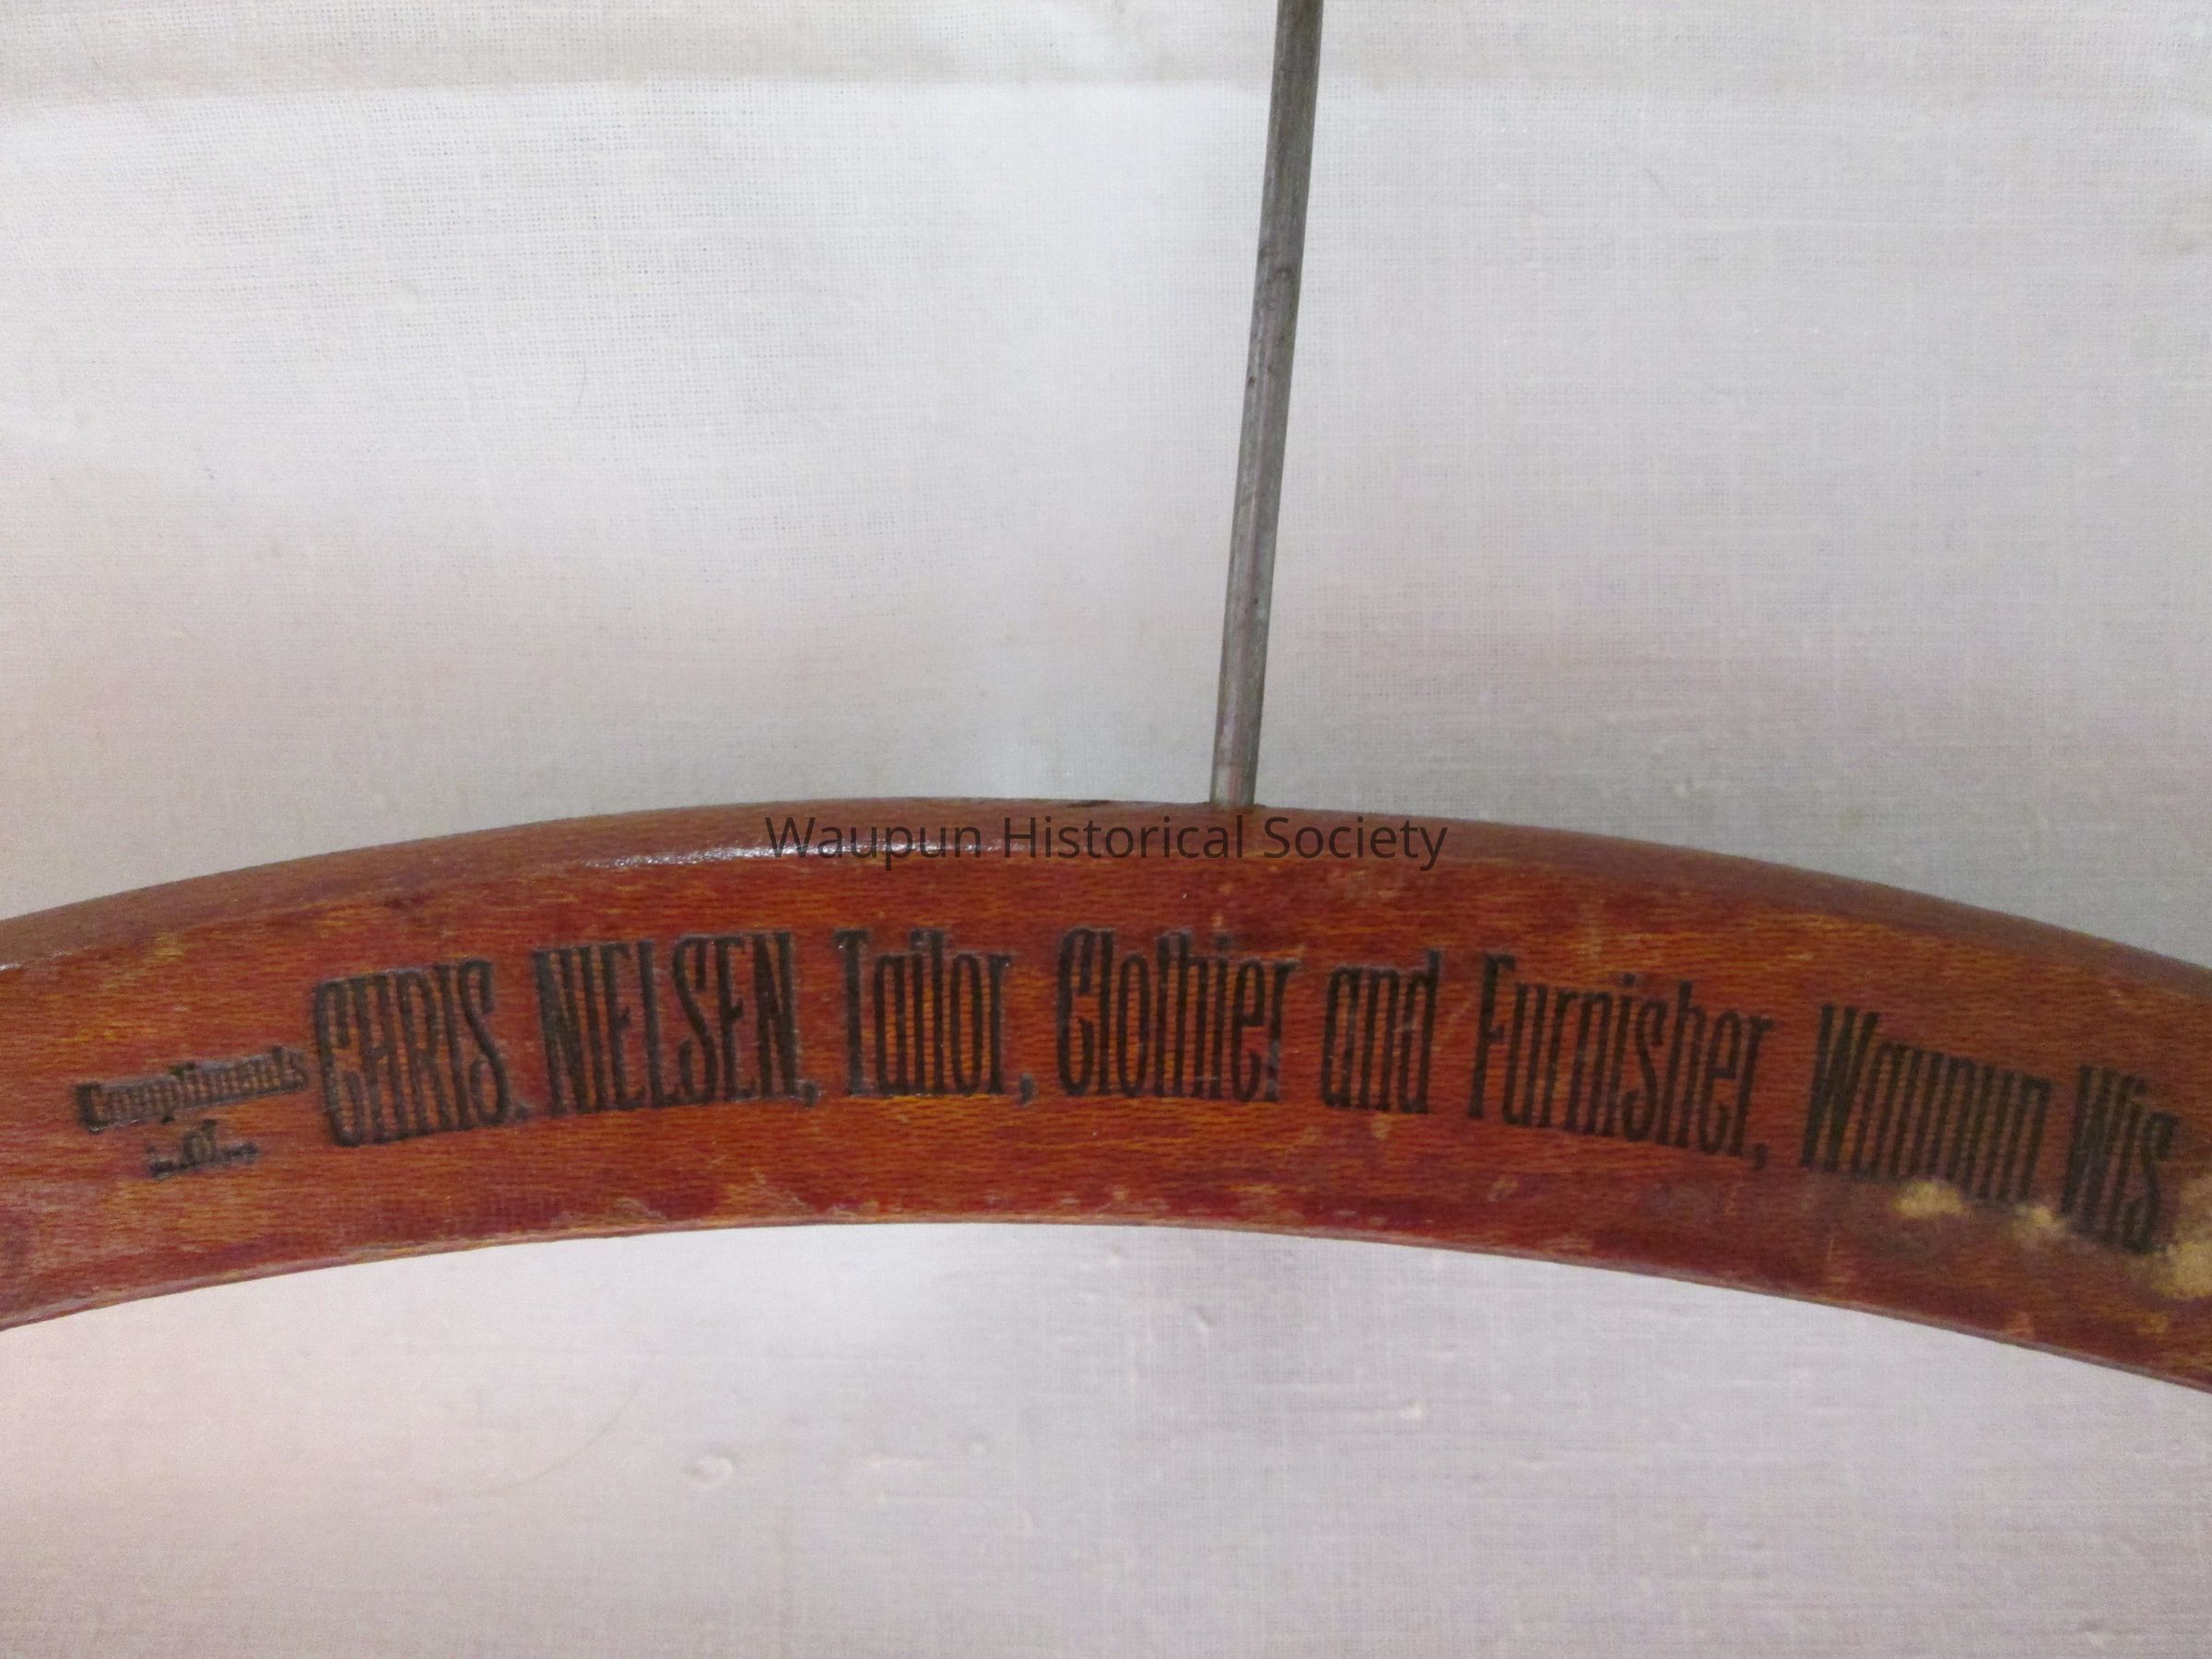 Waupun Historical Society
Compliments
of
CHRIS. NIELSEN, Tailor, Clothier and Furnisher, Waupun Wis